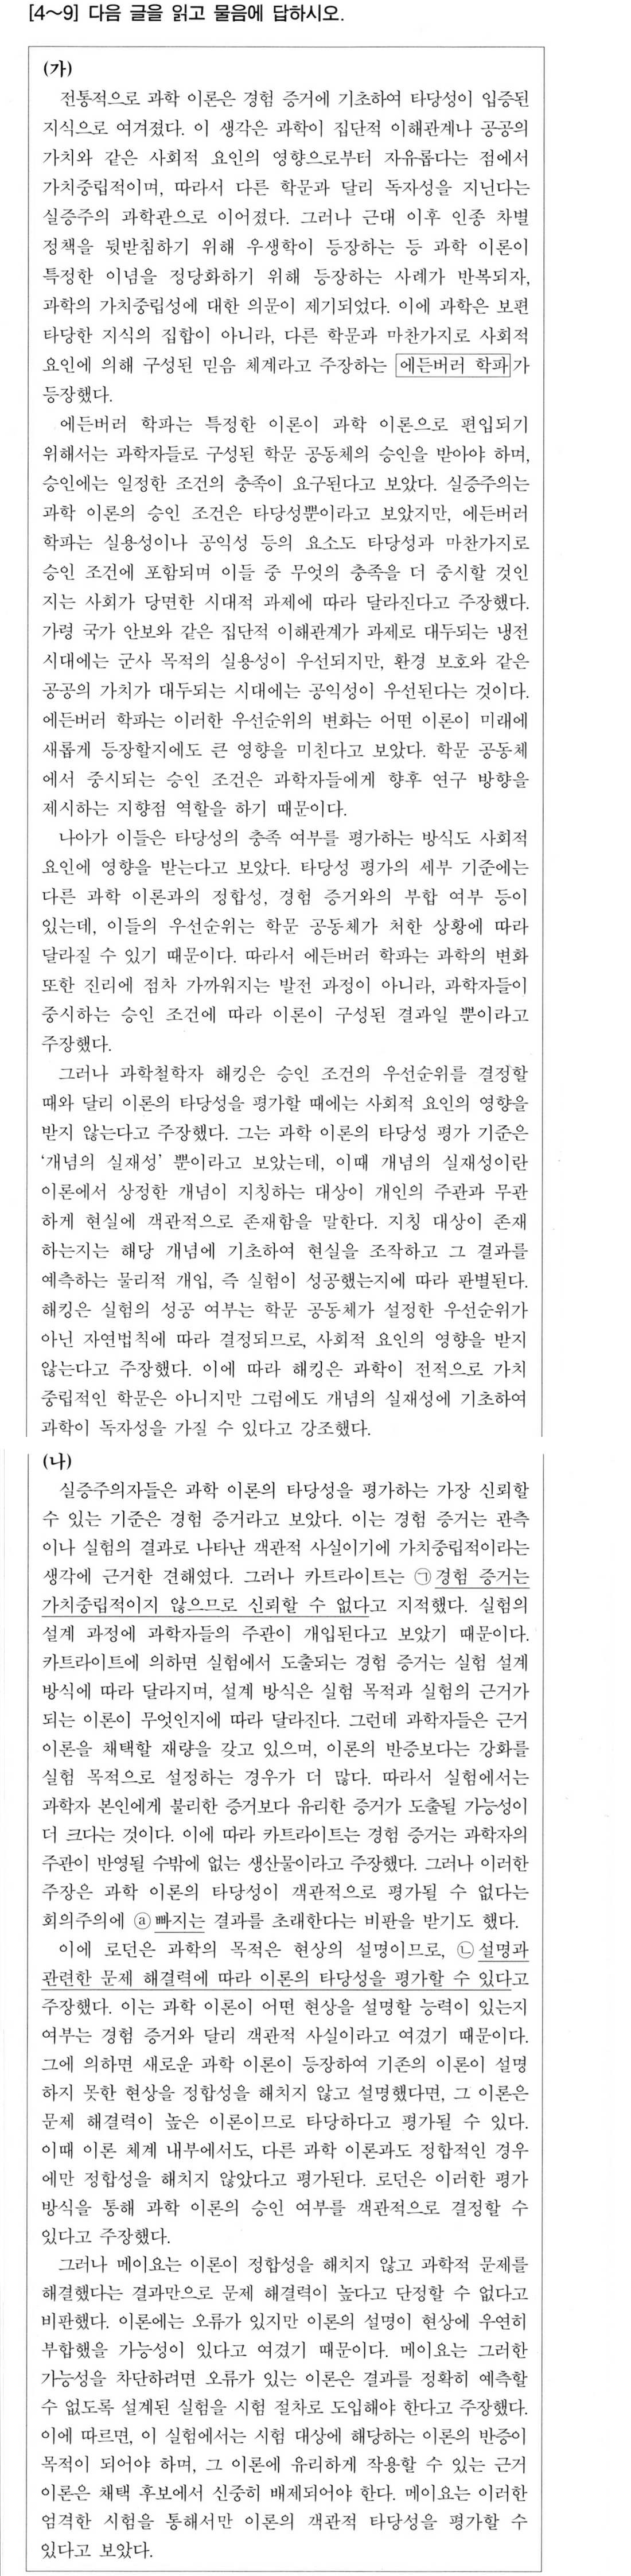 [4~9] 다음 글을 읽고 물음에 답하시오.
(가)
전통적으로 과학 이론은 경험 증거에 기초하여 타당성이 입증된
지식으로 여겨졌다. 이 생각은 과학이 집단적 이해관계나 공공의
가치와 같은 사회적 요인의 영향으로부터 자유롭다는 점에서
가치중립적이며, 따라서 다른 학문과 달리 독자성을 지닌다는
실증주의 과학관으로 이어졌다. 그러나 근대 이후 인종 차별
정책을 뒷받침하기 위해 우생학이 등장하는 등 과학 이론이
특정한 이념을 정당화하기 위해 등장하는 사례가 반복되자,
과학의 가치중립성에 대한 의문이 제기되었다. 이에 과학은 보편
타당한 지식의 집합이 아니라, 다른 학문과 마찬가지로 사회적
요인에 의해 구성된 믿음 체계라고 주장하는 에든버러 학파가
등장했다.
에든버러 학파는 특정한 이론이 과학 이론으로 편입되기
위해서는 과학자들로 구성된 학문 공동체의 승인을 받아야 하며,
승인에는 일정한 조건의 충족이 요구된다고 보았다. 실증주의는
과학 이론의 승인 조건은 타당성뿐이라고 보았지만, 에든버러
학파는 실용성이나 공익성 등의 요소도 타당성과 마찬가지로
승인 조건에 포함되며 이들 중 무엇의 충족을 더 중시할 것인
지는 사회가 당면한 시대적 과제에 따라 달라진다고 주장했다.
가령 국가 안보와 같은 집단적 이해관계가 과제로 대두되는 냉전
시대에는 군사 목적의 실용성이 우선되지만, 환경 보호와 같은
공공의 가치가 대두되는 시대에는 공익성이 우선된다는 것이다.
에든버러 학파는 이러한 우선순위의 변화는 어떤 이론이 미래에
새롭게 등장할지에도 큰 영향을 미친다고 보았다. 학문 공동체
에서 중시되는 승인 조건은 과학자들에게 향후 연구 방향을
제시하는 지향점 역할을 하기 때문이다.
나아가 이들은 타당성의 충족 여부를 평가하는 방식도 사회적
요인에 영향을 받는다고 보았다. 타당성 평가의 세부 기준에는
다른 과학 이론과의 정합성, 경험 증거와의 부합 여부 등이
있는데, 이들의 우선순위는 학문 공동체가 처한 상황에 따라
달라질 수 있기 때문이다. 따라서 에든버러 학파는 과학의 변화
또한 진리에 점차 가까워지는 발전 과정이 아니라, 과학자들이
중시하는 승인 조건에 따라 이론이 구성된 결과일 뿐이라고
주장했다.
그러나 과학철학자 해킹은 승인 조건의 우선순위를 결정할
때와 달리 이론의 타당성을 평가할 때에는 사회적 요인의 영향을
받지 않는다고 주장했다. 그는 과학 이론의 타당성 평가 기준은
‘개념의 실재성’ 뿐이라고 보았는데, 이때 개념의 실재성이란
이론에서 상정한 개념이 지칭하는 대상이 개인의 주관과 무관
하게 현실에 객관적으로 존재함을 말한다. 지칭 대상이 존재
하는지는 해당 개념에 기초하여 현실을 조작하고 그 결과를
예측하는 물리적 개입, 즉 실험이 성공했는지에 따라 판별된다.
해킹은 실험의 성공 여부는 학문 공동체가 설정한 우선순위가
아닌 자연법칙에 따라 결정되므로, 사회적 요인의 영향을 받지
않는다고 주장했다. 이에 따라 해킹은 과학이 전적으로 가치
중립적인 학문은 아니지만 그럼에도 개념의 실재성에 기초하여
과학이 독자성을 가질 수 있다고 강조했다.
(나)
실증주의자들은 과학 이론의 타당성을 평가하는 가장 신뢰할
수 있는 기준은 경험 증거라고 보았다. 이는 경험 증거는 관측
이나 실험의 결과로 나타난 객관적 사실이기에 가치중립적이라는
생각에 근거한 견해였다. 그러나 카트라이트는 ㉠경험 증거는
가치중립적이지 않으므로 신뢰할 수 없다고 지적했다. 실험의
설계 과정에 과학자들의 주관이 개입된다고 보았기 때문이다.
카트라이트에 의하면 실험에서 도출되는 경험 증거는 실험 설계
방식에 따라 달라지며, 설계 방식은 실험 목적과 실험의 근거가
되는 이론이 무엇인지에 따라 달라진다. 그런데 과학자들은 근거
이론을 채택할 재량을 갖고 있으며, 이론의 반증보다는 강화를
실험 목적으로 설정하는 경우가 더 많다. 따라서 실험에서는
과학자 본인에게 불리한 증거보다 유리한 증거가 도출될 가능성이
더 크다는 것이다. 이에 따라 카트라이트는 경험 증거는 과학자의
주관이 반영될 수밖에 없는 생산물이라고 주장했다. 그러나 이러한
주장은 과학 이론의 타당성이 객관적으로 평가될 수 없다는
회의주의에 ⓐ빠지는 결과를 초래한다는 비판을 받기도 했다.
이에 로던은 과학의 목적은 현상의 설명이므로, ㉡설명과
관련한 문제 해결력에 따라 이론의 타당성을 평가할 수 있다고
주장했다. 이는 과학 이론이 어떤 현상을 설명할 능력이 있는지
여부는 경험 증거와 달리 객관적 사실이라고 여겼기 때문이다.
그에 의하면 새로운 과학 이론이 등장하여 기존의 이론이 설명
하지 못한 현상을 정합성을 해치지 않고 설명했다면, 그 이론은
문제 해결력이 높은 이론이므로 타당하다고 평가될 수 있다.
이때 이론 체계 내부에서도, 다른 과학 이론과도 정합적인 경우
에만 정합성을 해치지 않았다고 평가된다. 로던은 이러한 평가
방식을 통해 과학 이론의 승인 여부를 객관적으로 결정할 수
있다고 주장했다.
그러나 메이요는 이론이 정합성을 해치지 않고 과학적 문제를
해결했다는 결과만으로 문제 해결력이 높다고 단정할 수 없다고
비판했다. 이론에는 오류가 있지만 이론의 설명이 현상에 우연히
부합했을 가능성이 있다고 여겼기 때문이다. 메이요는 그러한
가능성을 차단하려면 오류가 있는 이론은 결과를 정확히 예측할
수 없도록 설계된 실험을 시험 절차로 도입해야 한다고 주장했다.
이에 따르면, 이 실험에서는 시험 대상에 해당하는 이론의 반증이
목적이 되어야 하며, 그 이론에 유리하게 작용할 수 있는 근거
이론은 채택 후보에서 신중히 배제되어야 한다. 메이요는 이러한
엄격한 시험을 통해서만 이론의 객관적 타당성을 평가할 수
있다고 보았다.